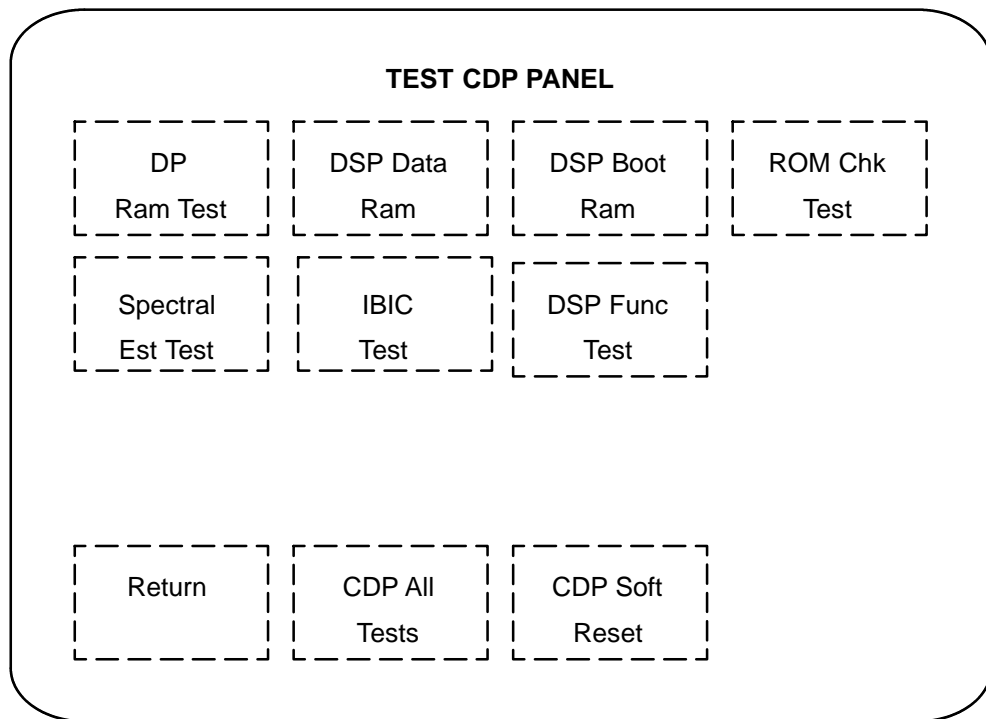 TEST CDP PANEL
DP
Ram Test
DSP Data
Ram
DSP Boot
Ram
ROM Chk
Test
Spectral
Est Test
IBIC
Test
DSP Func
Test
Return
CDP All
Tests
CDP Soft
Reset